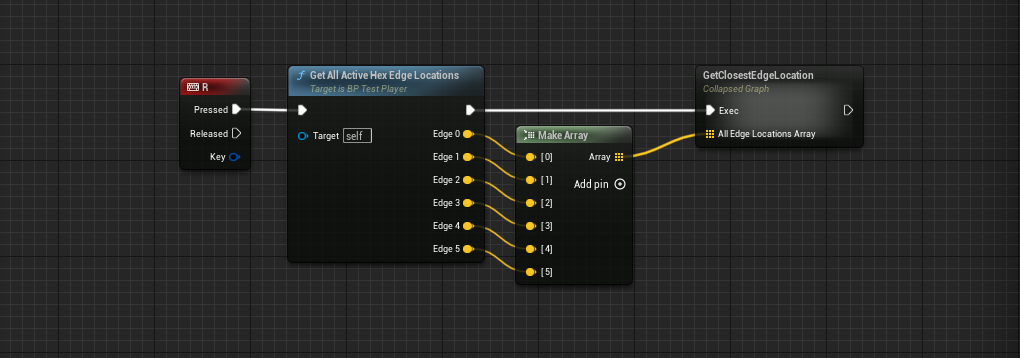 R
Pressed
Released
Key
f Get All Active Hex Edge Locations
Target is BP Test Player
Target self
Edge 0
Edge 1
Edge 2
Edge 3
Edge 4
Edge 5
Make Array
[0] Array
[1] Add pin
[2]
[3]
[4]
[5]
GetClosestEdgeLocation
Collapsed Graph
Exec
All Edge Locations Array